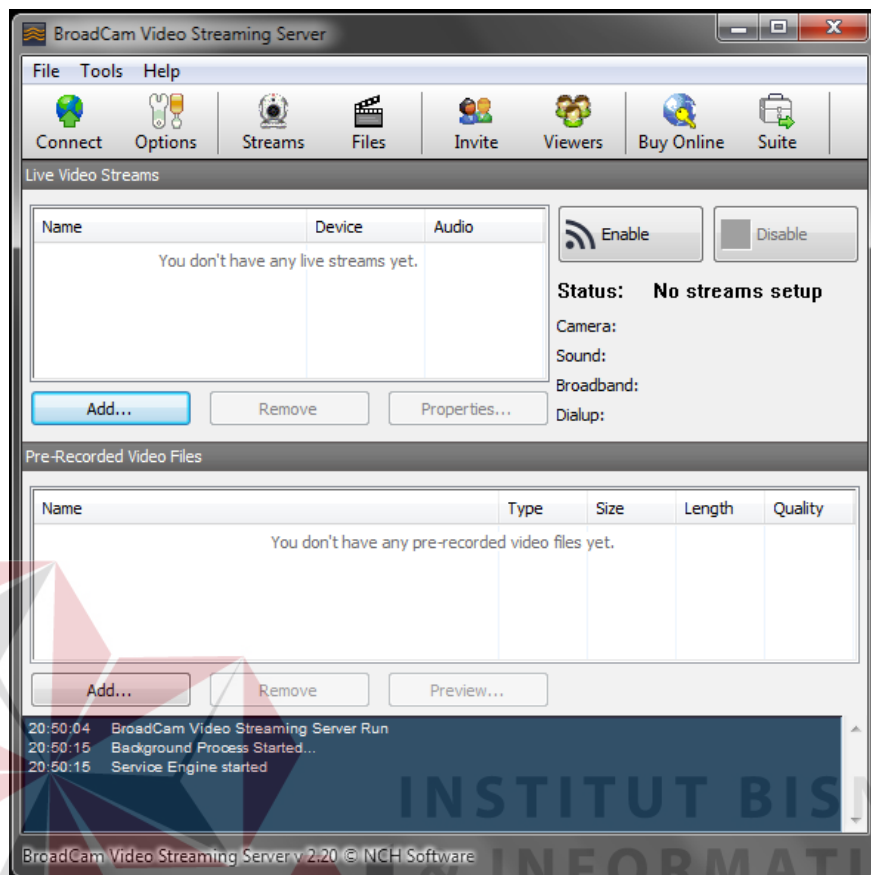 BroadCam Video Streaming Server
File Tools Help
Connect Options Streams Files Invite Viewers Buy Online Suite
Live Video Streams
Name Device Audio
You don't have any live streams yet.
Enable Disable
Status: No streams setup
Camera:
Sound:
Broadband:
Dialup:
Add... Remove Properties...
Pre-Recorded Video Files
Name Type Size Length Quality
You don't have any pre-recorded video files yet.
Add... Remove Preview...
20:50:04 BroadCam Video Streaming Server Run
20:50:15 Background Process Started...
20:50:15 Service Engine started
INSTITUT BISN
BroadCam Video Streaming Server v 2.20 © NCH Software
& INFORMATI